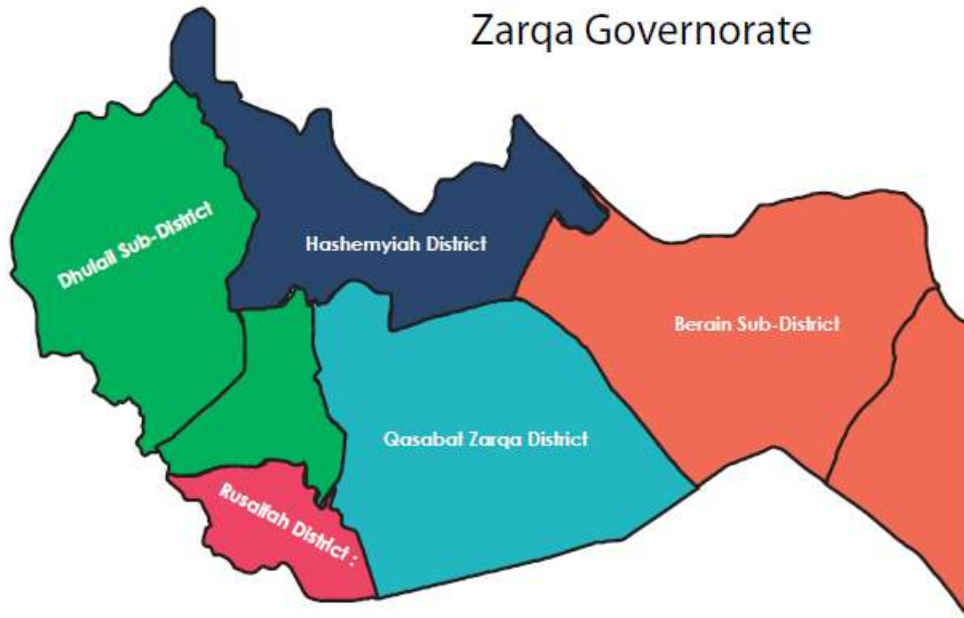 Zarqa Governorate
Dhulail Sub-District
Hashemyiah District
Berain Sub-District
Qasabat Zarqa District
Rusaifah District :